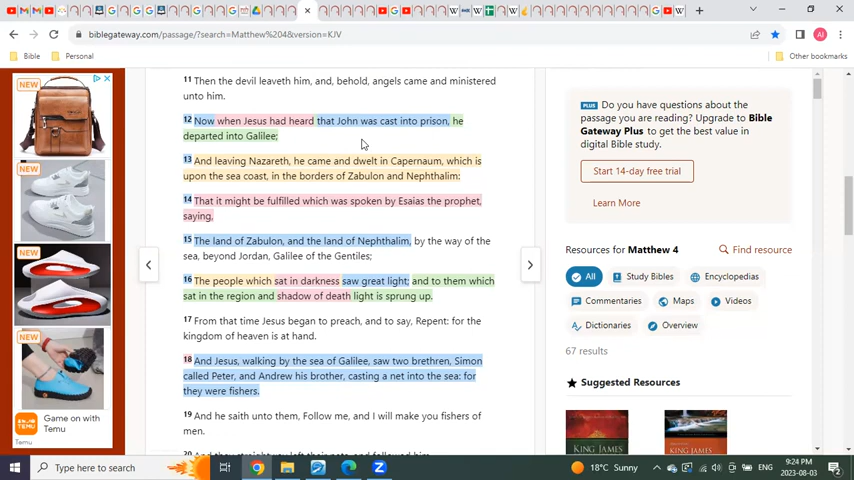 biblegateway.com/passage/?search=Matthew%204&version=KJV
Bible
Personal
Other bookmarks
11 Then the devil leaveth him, and, behold, angels came and ministered
unto him.
12 Now when Jesus had heard that John was cast into prison, he
departed into Galilee;
13 And leaving Nazareth, he came and dwelt in Capernaum, which is
upon the sea coast, in the borders of Zabulon and Nephthalim:
14 That it might be fulfilled which was spoken by Esaias the prophet,
saying,
15 The land of Zabulon, and the land of Nephthalim, by the way of the
sea, beyond Jordan, Galilee of the Gentiles;
16 The people which sat in darkness saw great light; and to them which
sat in the region and shadow of death light is sprung up.
17 From that time Jesus began to preach, and to say, Repent: for the
kingdom of heaven is at hand.
18 And Jesus, walking by the sea of Galilee, saw two brethren, Simon
called Peter, and Andrew his brother, casting a net into the sea: for
they were fishers.
19 And he saith unto them, Follow me, and I will make you fishers of
men.
NEW
NEW
NEW
NEW
TEMU
Game on with
Temu
Temu
PLUS Do you have questions about the
passage you are reading? Upgrade to Bible
Gateway Plus to get the best value in
digital Bible study.
Start 14-day free trial
Learn More
Resources for Matthew 4
Find resource
All
Study Bibles
Encyclopedias
Commentaries
Maps
Videos
Dictionaries
Overview
67 results
Suggested Resources
KING JAMES
KING JAMES
Type here to search
18°C Sunny
ENG
9:24 PM
2023-08-03